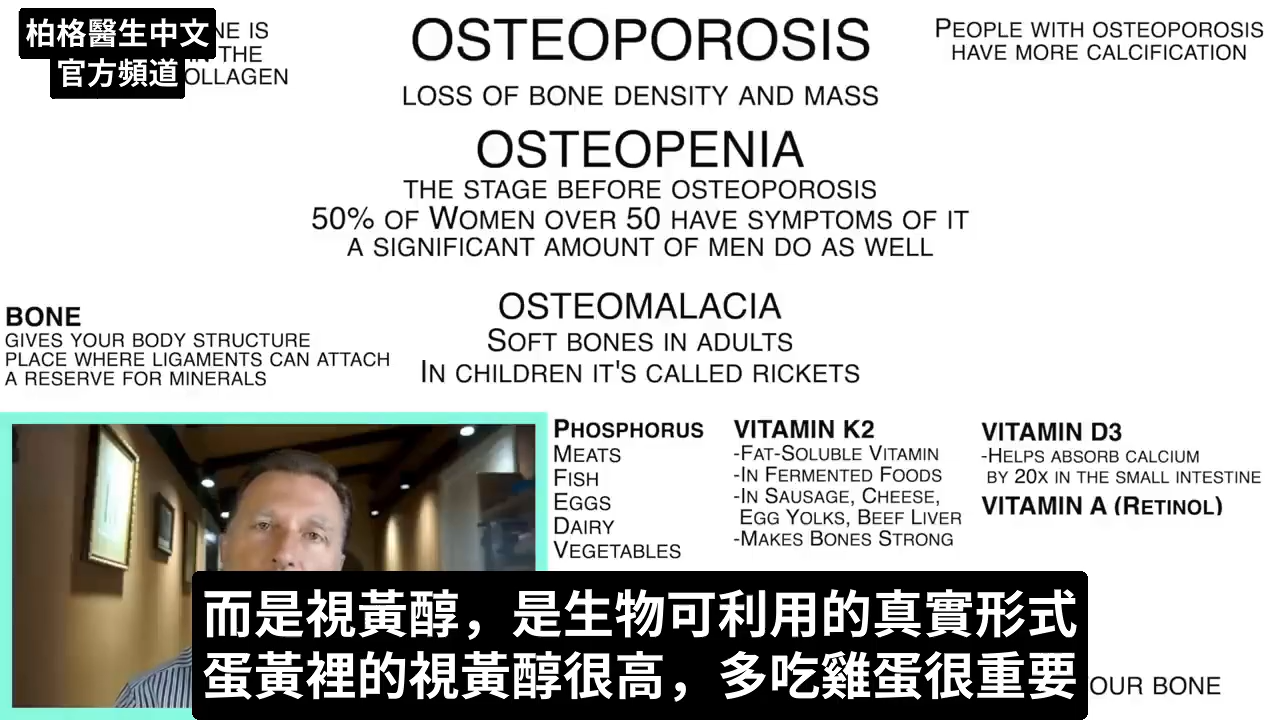 柏格醫生中文
官方頻道
NE IS
THE
OLLAGEN
OSTEOPOROSIS
LOSS OF BONE DENSITY AND MASS
PEOPLE WITH OSTEOPOROSIS
HAVE MORE CALCIFICATION
OSTEOPENIA
THE STAGE BEFORE OSTEOPOROSIS
50% OF WOMEN OVER 50 HAVE SYMPTOMS OF IT
A SIGNIFICANT AMOUNT OF MEN DO AS WELL
OSTEOMALACIA
SOFT BONES IN ADULTS
IN CHILDREN IT'S CALLED RICKETS
BONE
GIVES YOUR BODY STRUCTURE
PLACE WHERE LIGAMENTS CAN ATTACH
A RESERVE FOR MINERALS
PHOSPHORUS
MEATS
FISH
EGGS
DAIRY
VEGETABLES
VITAMIN K2
-FAT-SOLUBLE VITAMIN
-IN FERMENTED FOODS
-IN SAUSAGE, CHEESE,
EGG YOLKS, BEEF LIVER
-MAKES BONES STRONG
VITAMIN D3
-HELPS ABSORB CALCIUM
BY 20X IN THE SMALL INTESTINE
VITAMIN A (RETINOL)
而是視黃醇，是生物可利用的真實形式
蛋黃裡的視黃醇很高，多吃雞蛋很重要
OUR BONE